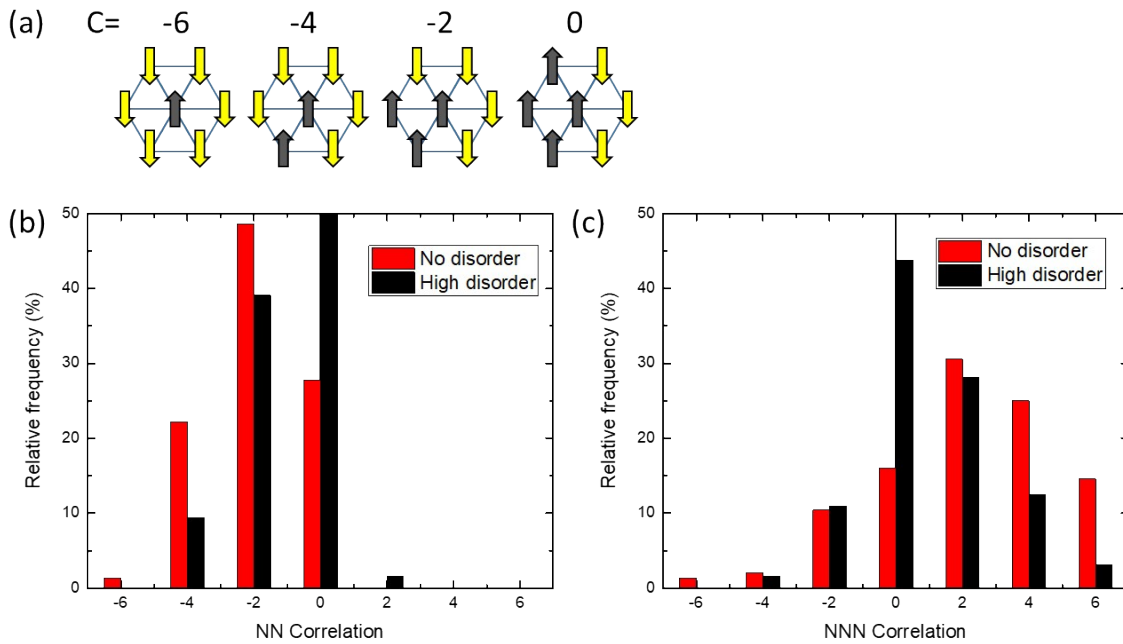 (a) C= -6 -4 -2 0
(b)
50
40
30
20
10
0
Relative frequency (%)
No disorder
High disorder
-6 -4 -2 0 2 4 6
NN Correlation
(c)
50
40
30
20
10
0
Relative frequency (%)
No disorder
High disorder
-6 -4 -2 0 2 4 6
NNN Correlation